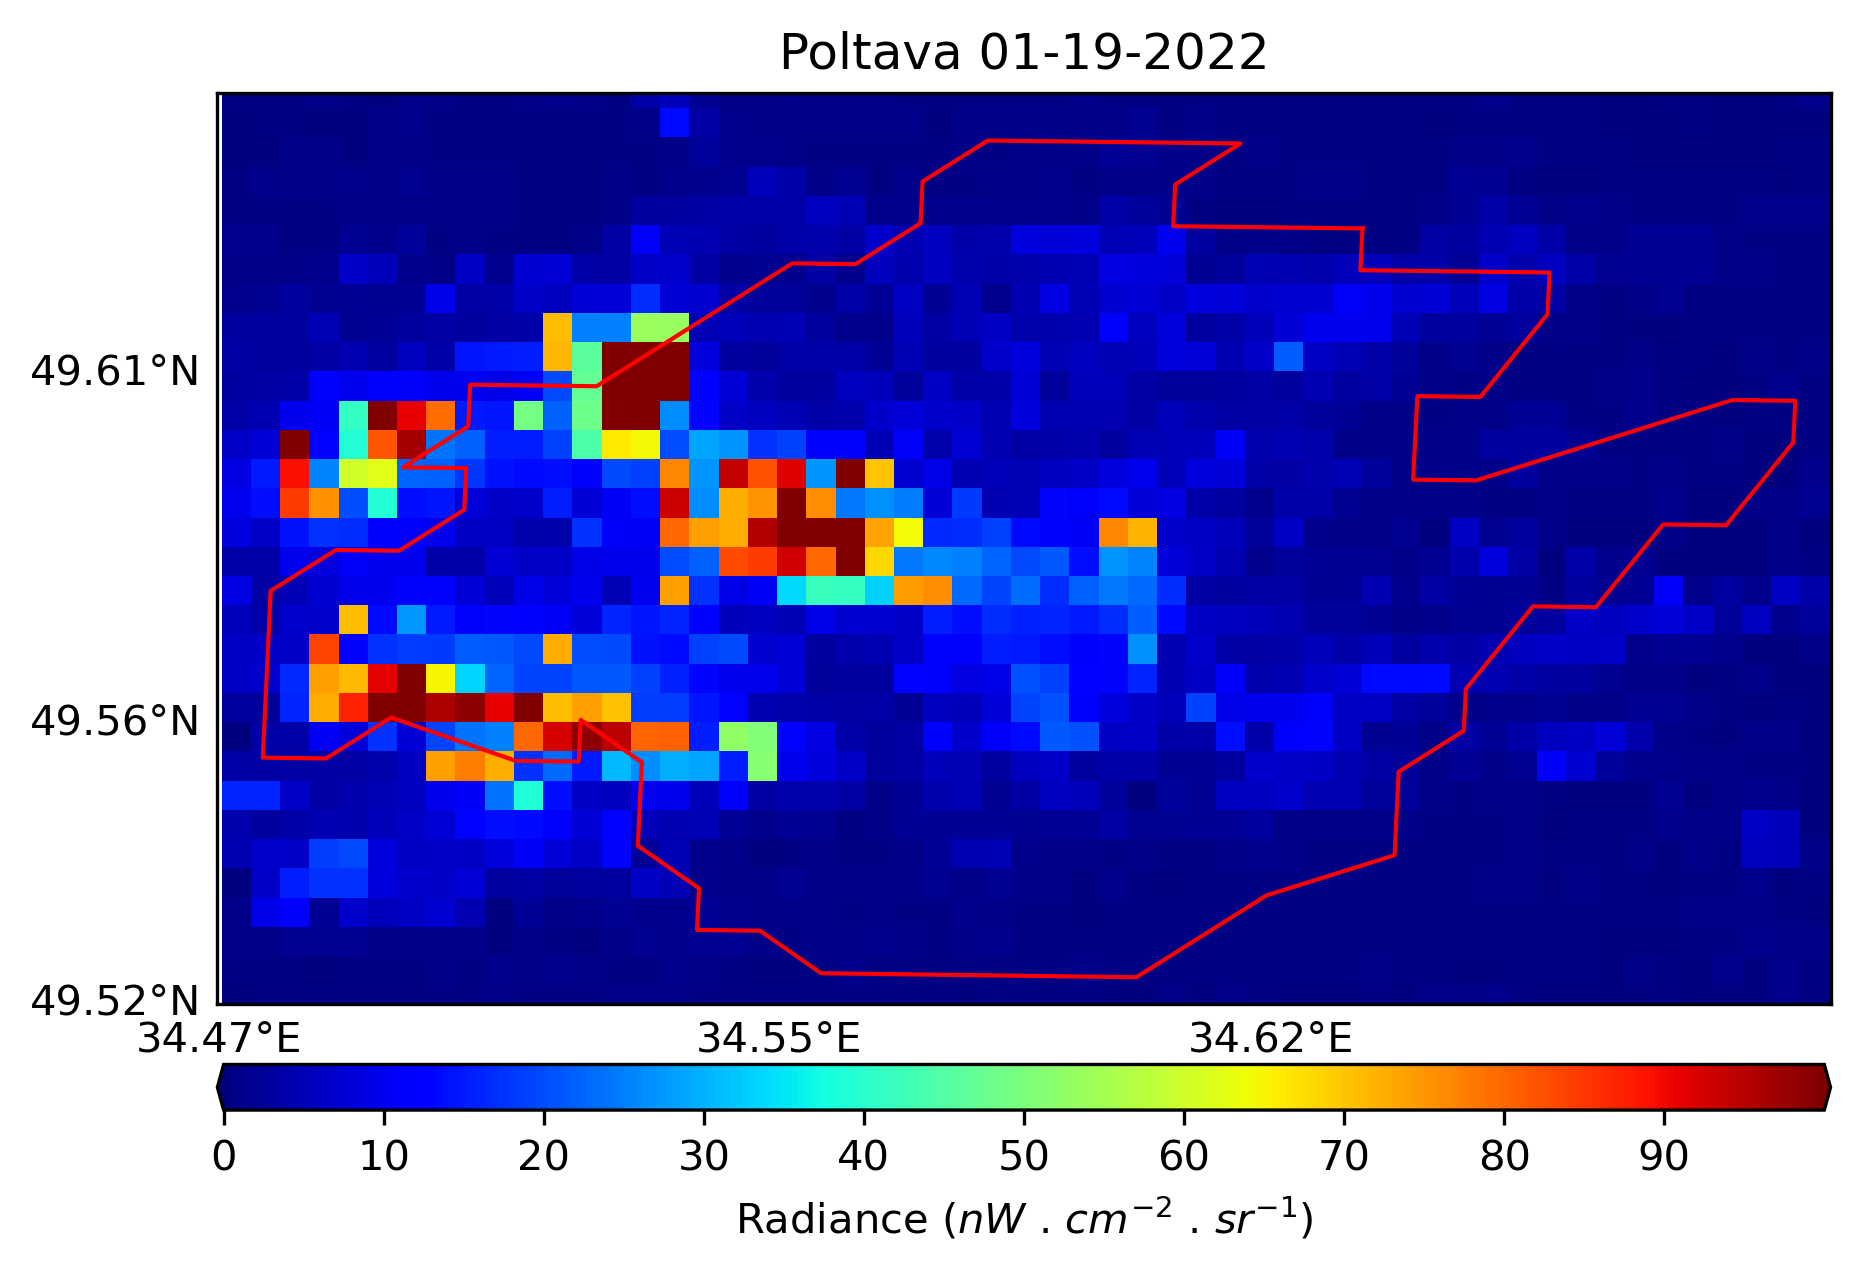 Poltava 01-19-2022
49.61°N
49.56°N
49.52°N
34.47°E 34.55°E 34.62°E
0 10 20 30 40 50 60 70 80 90
Radiance (nW . cm⁻² . sr⁻¹)